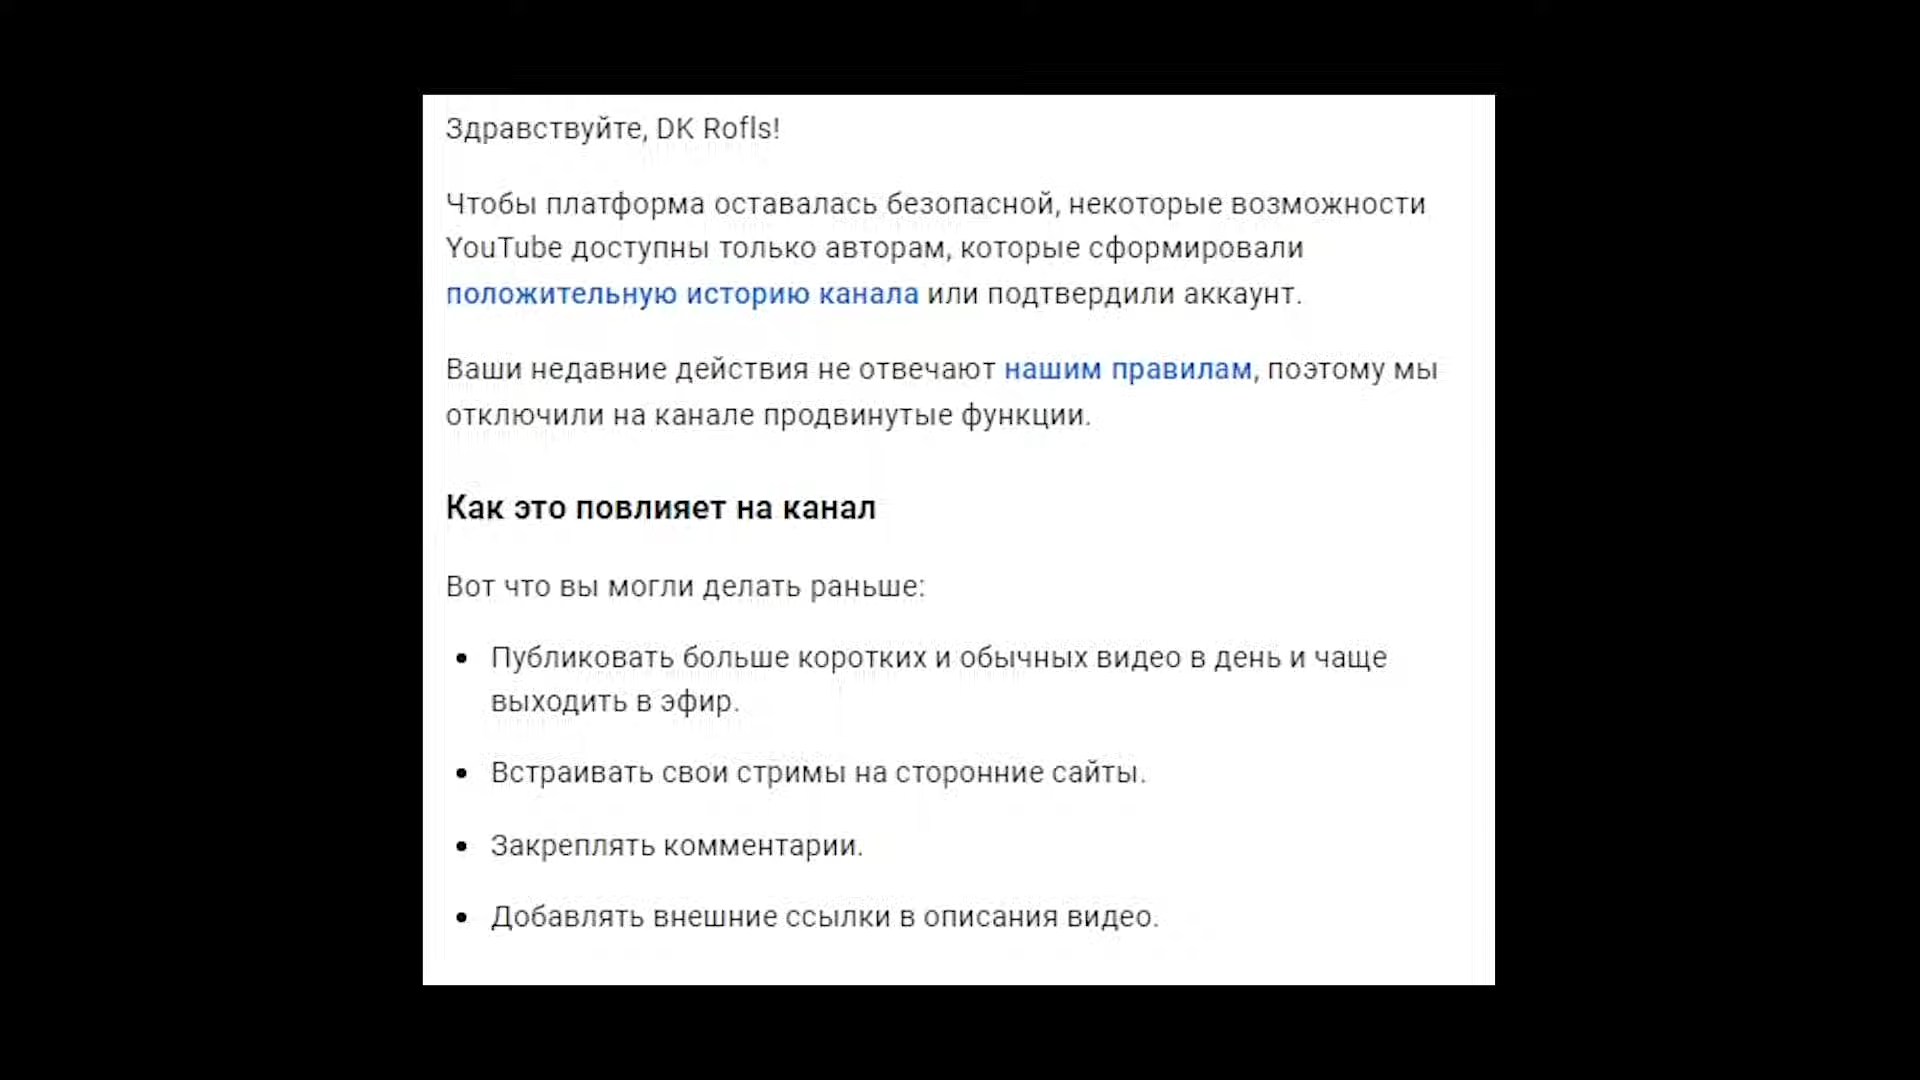 Здравствуйте, DK Rofls!
Чтобы платформа оставалась безопасной, некоторые возможности
YouTube доступны только авторам, которые сформировали
положительную историю канала или подтвердили аккаунт.
Ваши недавние действия не отвечают нашим правилам, поэтому мы
отключили на канале продвинутые функции.
Как это повлияет на канал
Вот что вы могли делать раньше:
• Публиковать больше коротких и обычных видео в день и чаще
выходить в эфир.
• Встраивать свои стримы на сторонние сайты.
• Закреплять комментарии.
• Добавлять внешние ссылки в описания видео.